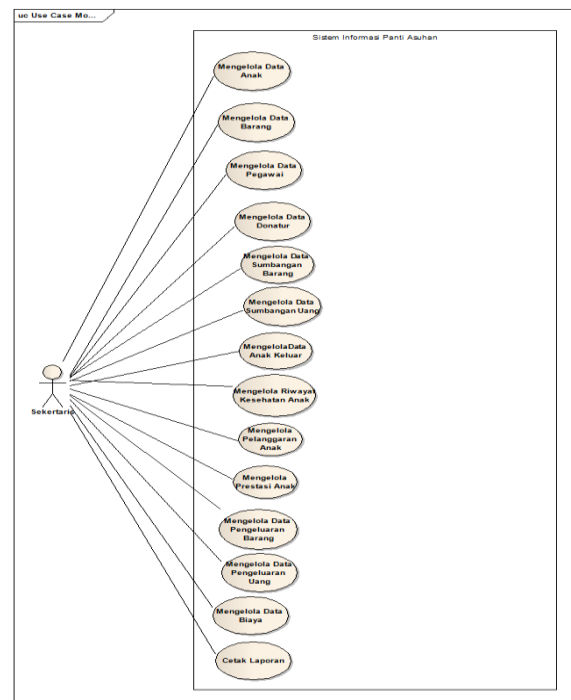 uc Use Case Mo...
Sistem Informasi Panti Asuhan
Mengelola Data
Anak
Mengelola Data
Barang
Mengelola Data
Pegawai
Mengelola Data
Donatur
Mengelola Data
Sumbangan
Barang
Mengelola Data
Sumbangan Uang
MengelolaData
Anak Keluar
Mengelola Riwayat
Kesehatan Anak
Sekertaris
Mengelola
Pelanggaran
Anak
Mengelola
Prestasi Anak
Mengelola Data
Pengeluaran
Barang
Mengelola Data
Pengeluaran
Uang
Mengelola Data
Biaya
Cetak Laporan